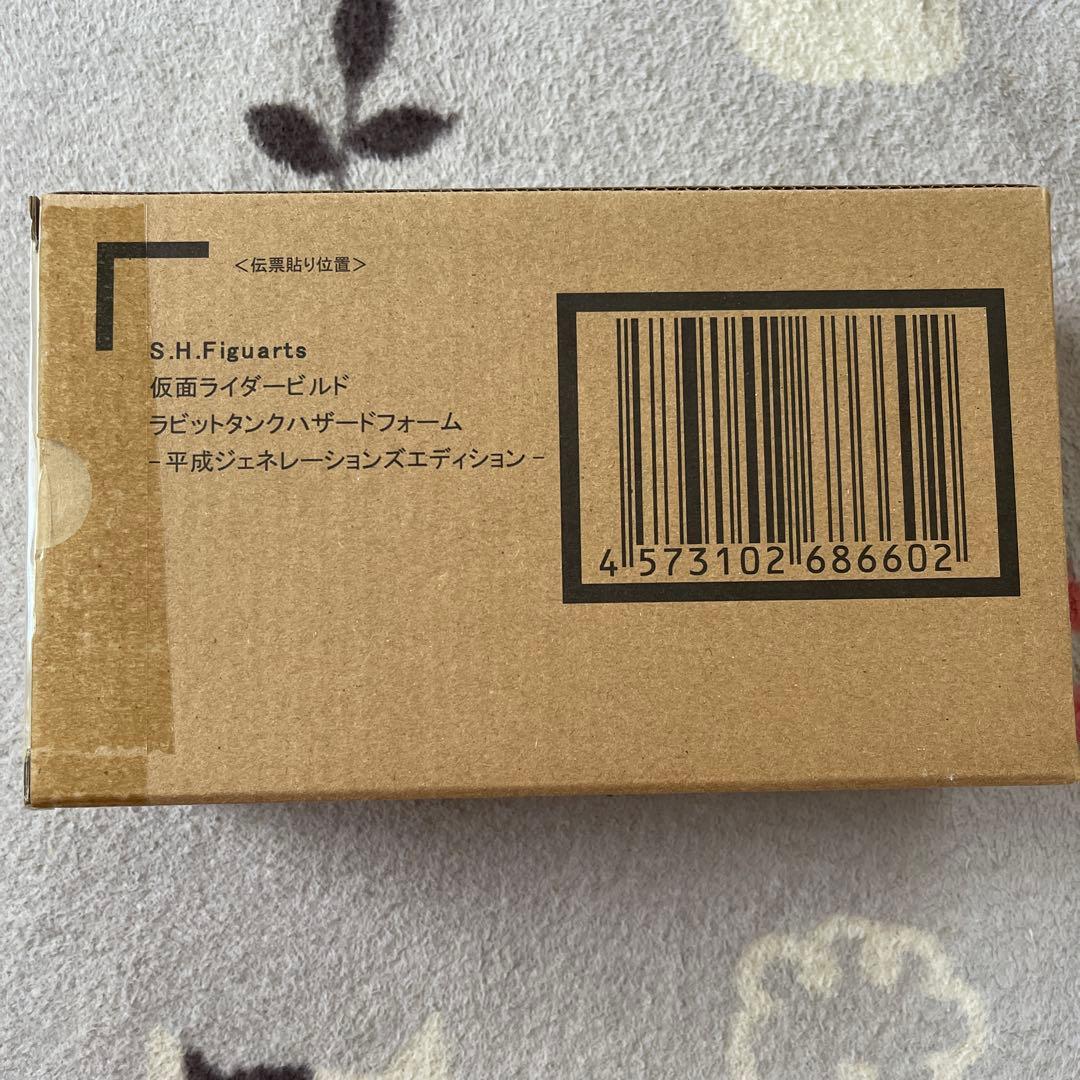 ＜伝票貼り位置＞
S.H.Figuarts
仮面ライダービルド
ラビットタンクハザードフォーム
-平成ジェネレーションズエディション-
4 573102 686602